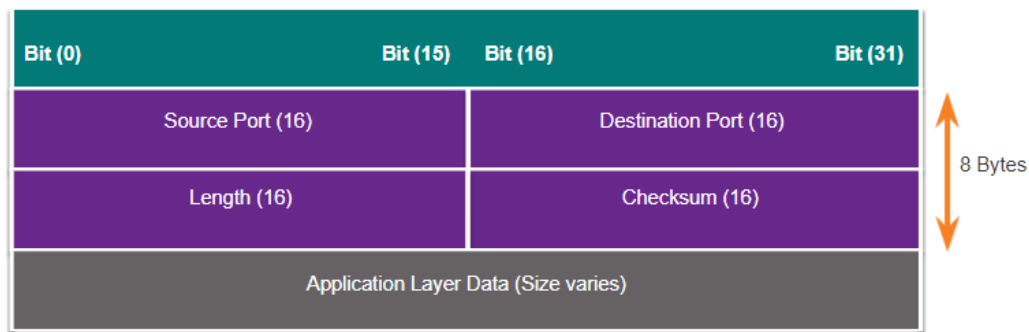 Bit (0) Bit (15) Bit (16) Bit (31)
Source Port (16) Destination Port (16)
8 Bytes
Length (16) Checksum (16)
Application Layer Data (Size varies)